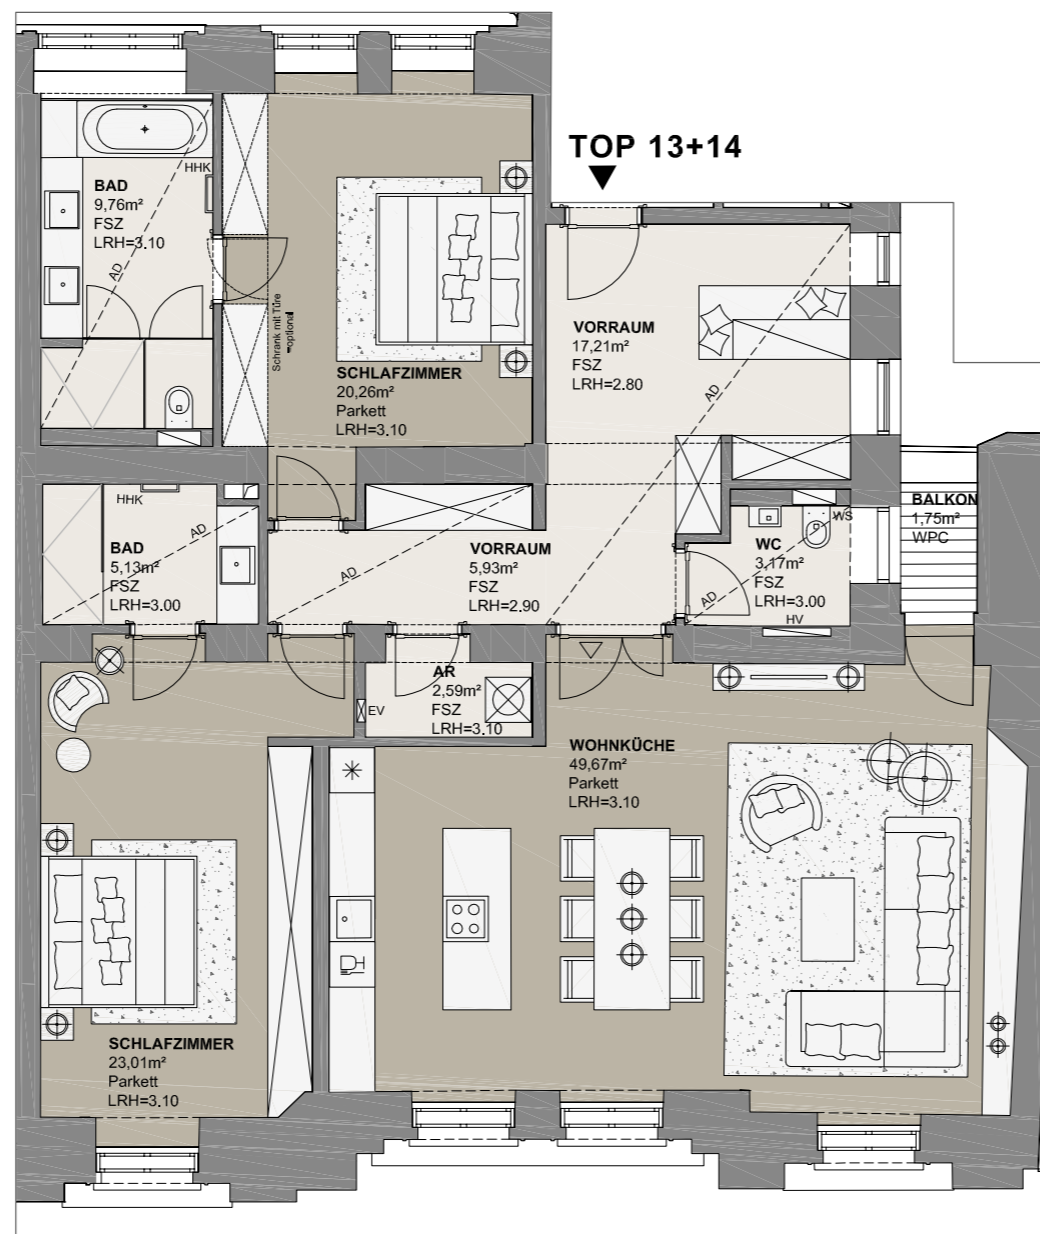 TOP 13+14
HHK
BAD
9,76m²
FSZ
LRH=3.10
AD
Schrank mit Türe
optional
SCHLAFZIMMER
20,26m²
Parkett
LRH=3.10
VORRAUM
17,21m²
FSZ
LRH=2.80
AD
HHK
BAD
5,13m²
FSZ
LRH=3.00
AD
VORRAUM
5,93m²
FSZ
LRH=2.90
AD
WC
3,17m²
FSZ
LRH=3.00
WS
AD
HV
BALKON
1,75m²
WPC
AR
2,59m²
FSZ
LRH=3.10
EV
WOHNKÜCHE
49,67m²
Parkett
LRH=3.10
SCHLAFZIMMER
23,01m²
Parkett
LRH=3.10